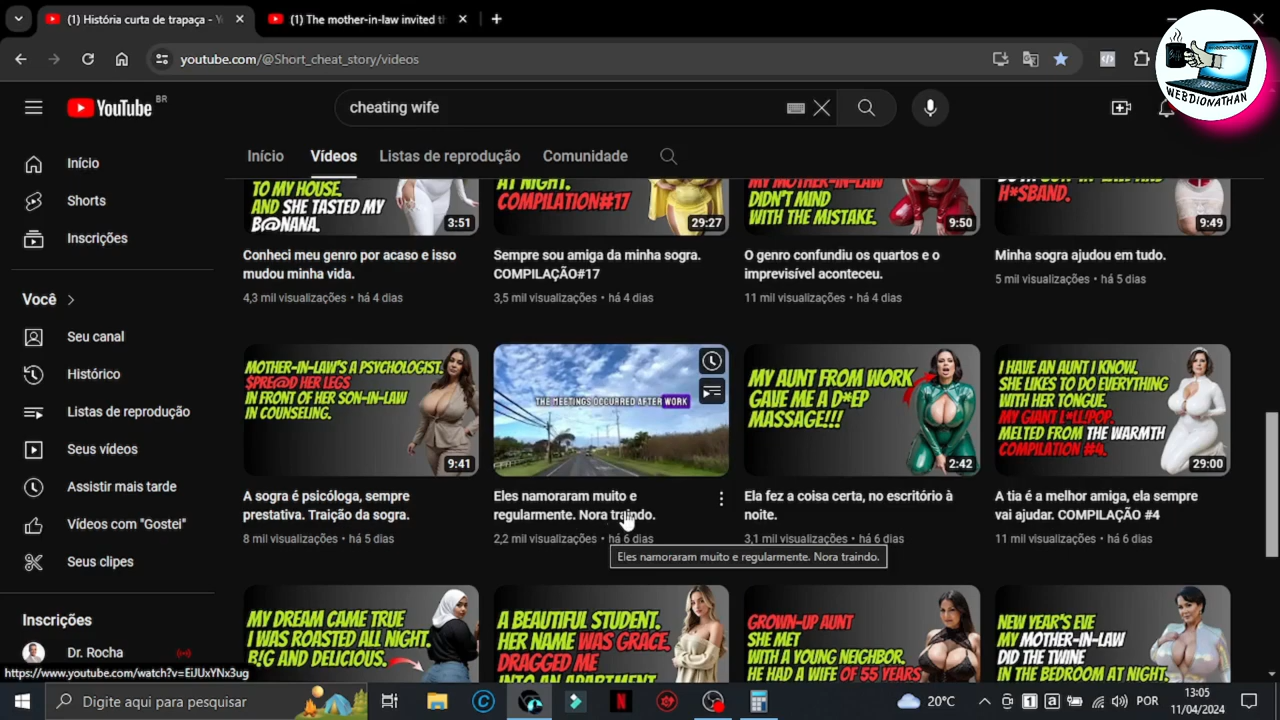 (1) História curta de trapaça - Y
(1) The mother-in-law invited th
youtube.com/@Short_cheat_story/videos
WEBDIONATHAN
YouTube BR
cheating wife
Início
Vídeos
Listas de reprodução
Comunidade
Início
Shorts
Inscrições
Você
Seu canal
Histórico
Listas de reprodução
Seus vídeos
Assistir mais tarde
Vídeos com "Gostei"
Seus clipes
Inscrições
Dr. Rocha
TO MY HOUSE.
AND SHE TASTED MY
B@NANA.
3:51
Conheci meu genro por acaso e isso
mudou minha vida.
4,3 mil visualizações • há 4 dias
AT NIGHT.
COMPILATION#17
29:27
Sempre sou amiga da minha sogra.
COMPILAÇÃO#17
3,5 mil visualizações • há 4 dias
MY MOTHER-IN-LAW
DIDN'T MIND
WITH THE MISTAKE.
9:50
O genro confundiu os quartos e o
imprevisível aconteceu.
11 mil visualizações • há 4 dias
H*SBAND.
9:49
Minha sogra ajudou em tudo.
5 mil visualizações • há 5 dias
MOTHER-IN-LAW'S A PSYCHOLOGIST.
$PRE@D HER LEGS
IN FRONT OF HER SON-IN-LAW
IN COUNSELING.
9:41
A sogra é psicóloga, sempre
prestativa. Traição da sogra.
8 mil visualizações • há 5 dias
THE MEETINGS OCCURRED AFTER WORK
Eles namoraram muito e
regularmente. Nora traindo.
2,2 mil visualizações • há 6 dias
Eles namoraram muito e regularmente. Nora traindo.
MY AUNT FROM WORK
GAVE ME A D*EP
MASSAGE!!!
2:42
Ela fez a coisa certa, no escritório à
noite.
3,1 mil visualizações • há 6 dias
I HAVE AN AUNT I KNOW.
SHE LIKES TO DO EVERYTHING
WITH HER TONGUE.
MY GIANT L*LL!POP.
MELTED FROM THE WARMTH
COMPILATION #4.
29:00
A tia é a melhor amiga, ela sempre
vai ajudar. COMPILAÇÃO #4
11 mil visualizações • há 6 dias
MY DREAM CAME TRUE
I WAS ROASTED ALL NIGHT.
B!G AND DELICIOUS.
A BEAUTIFUL STUDENT.
HER NAME WAS GRACE,
DRAGGED ME
INTO AN APARTMENT
GROWN-UP AUNT
SHE MET
WITH A YOUNG NEIGHBOR.
HE HAD A WIFE OF 55 YEARS
NEW YEAR'S EVE
MY MOTHER-IN-LAW
DID THE TWINE
IN THE BEDROOM AT NIGHT.
https://www.youtube.com/watch?v=EiJUxYNx3ug
Digite aqui para pesquisar
20°C
POR
13:05
11/04/2024